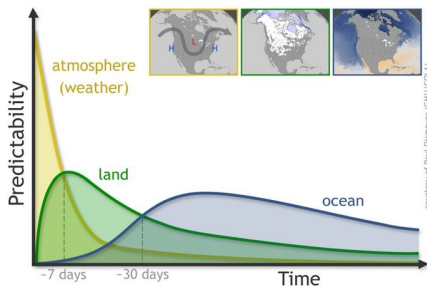 H
L
H
atmosphere
(weather)
land
ocean
Predictability
~7 days
~30 days
Time